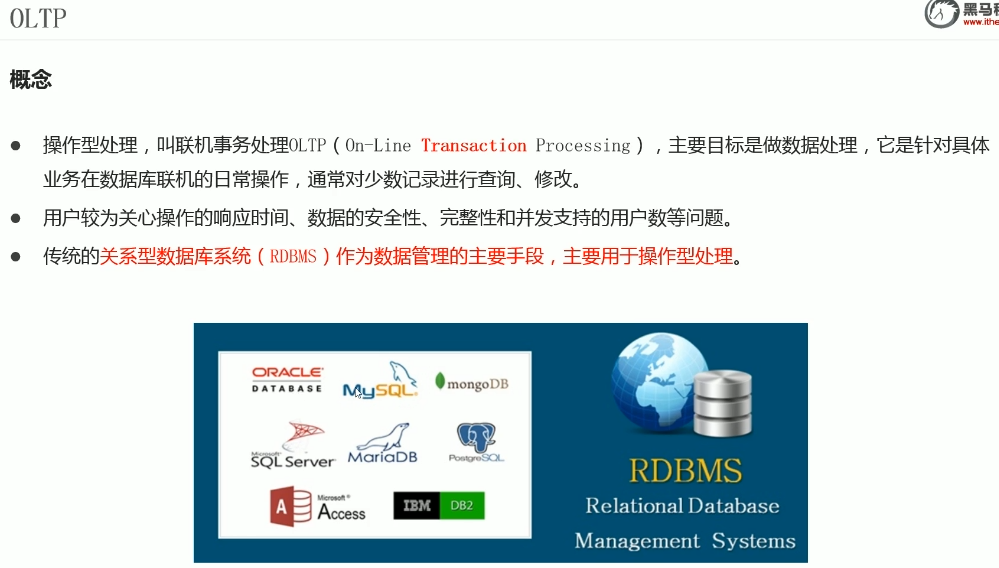 OLTP
黑马
www.ithe
概念
● 操作型处理，叫联机事务处理OLTP（On-Line Transaction Processing），主要目标是做数据处理，它是针对具体
业务在数据库联机的日常操作，通常对少数记录进行查询、修改。
● 用户较为关心操作的响应时间、数据的安全性、完整性和并发支持的用户数等问题。
● 传统的关系型数据库系统（RDBMS）作为数据管理的主要手段，主要用于操作型处理。
ORACLE
DATABASE
MySQL
mongoDB
Microsoft
SQL Server
MariaDB
PostgreSQL
A
Microsoft®
Access
IBM
DB2
RDBMS
Relational Database
Management Systems